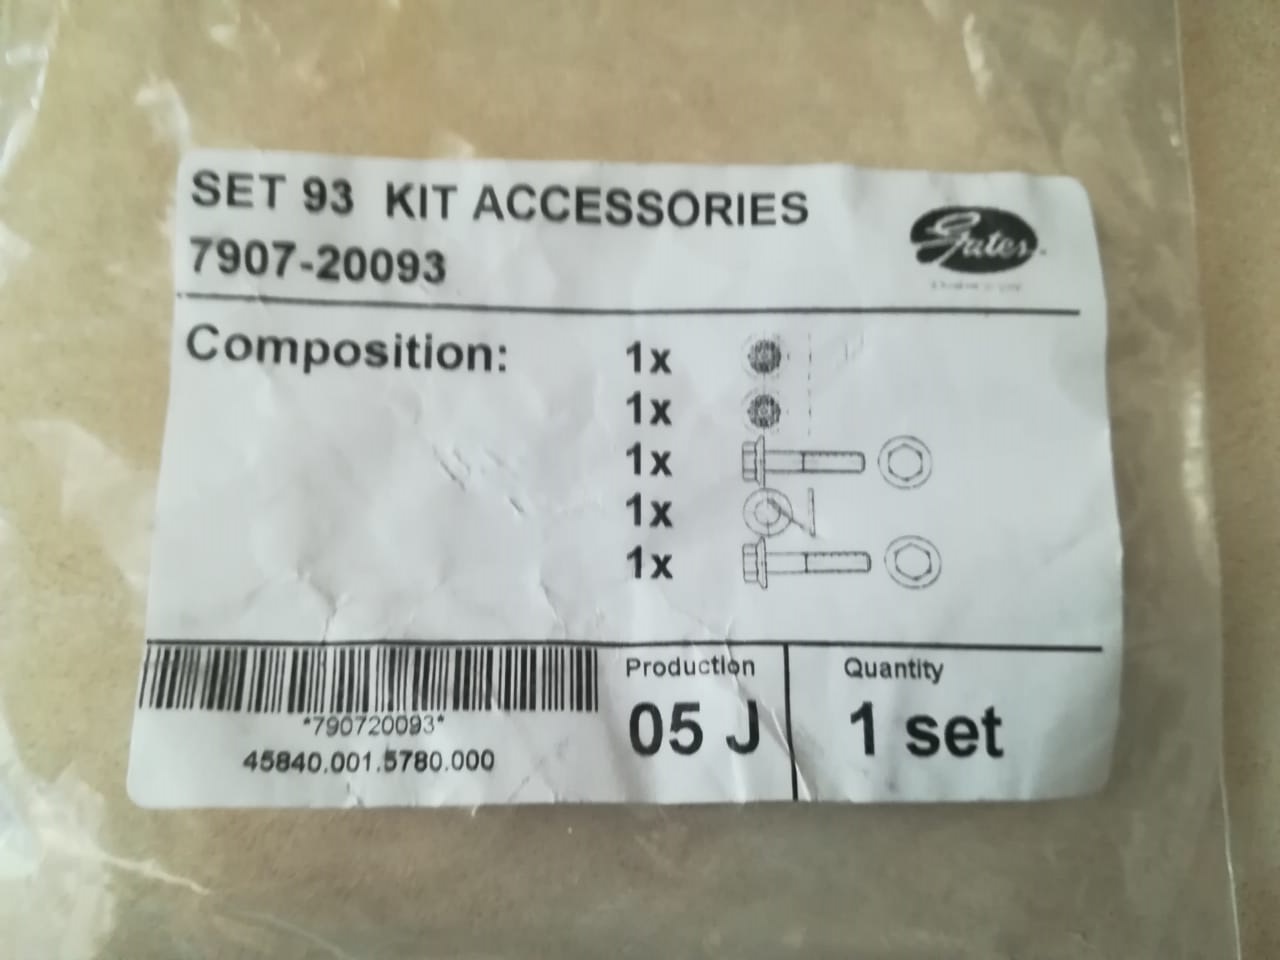 SET 93 KIT ACCESSORIES
7907-20093
Gates
Composition:
1x
1x
1x
1x
1x
*790720093*
45840.001.5780.000
Production
05 J
Quantity
1 set